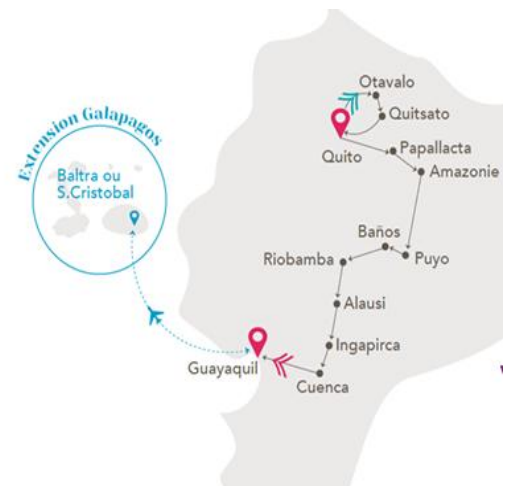 Otavalo
Quitsato
Extension Galapagos
Papallacta
Quito
Amazonie
Baltra ou
S.Cristobal
Baños
Puyo
Riobamba
Alausi
Ingapirca
Guayaquil
Cuenca